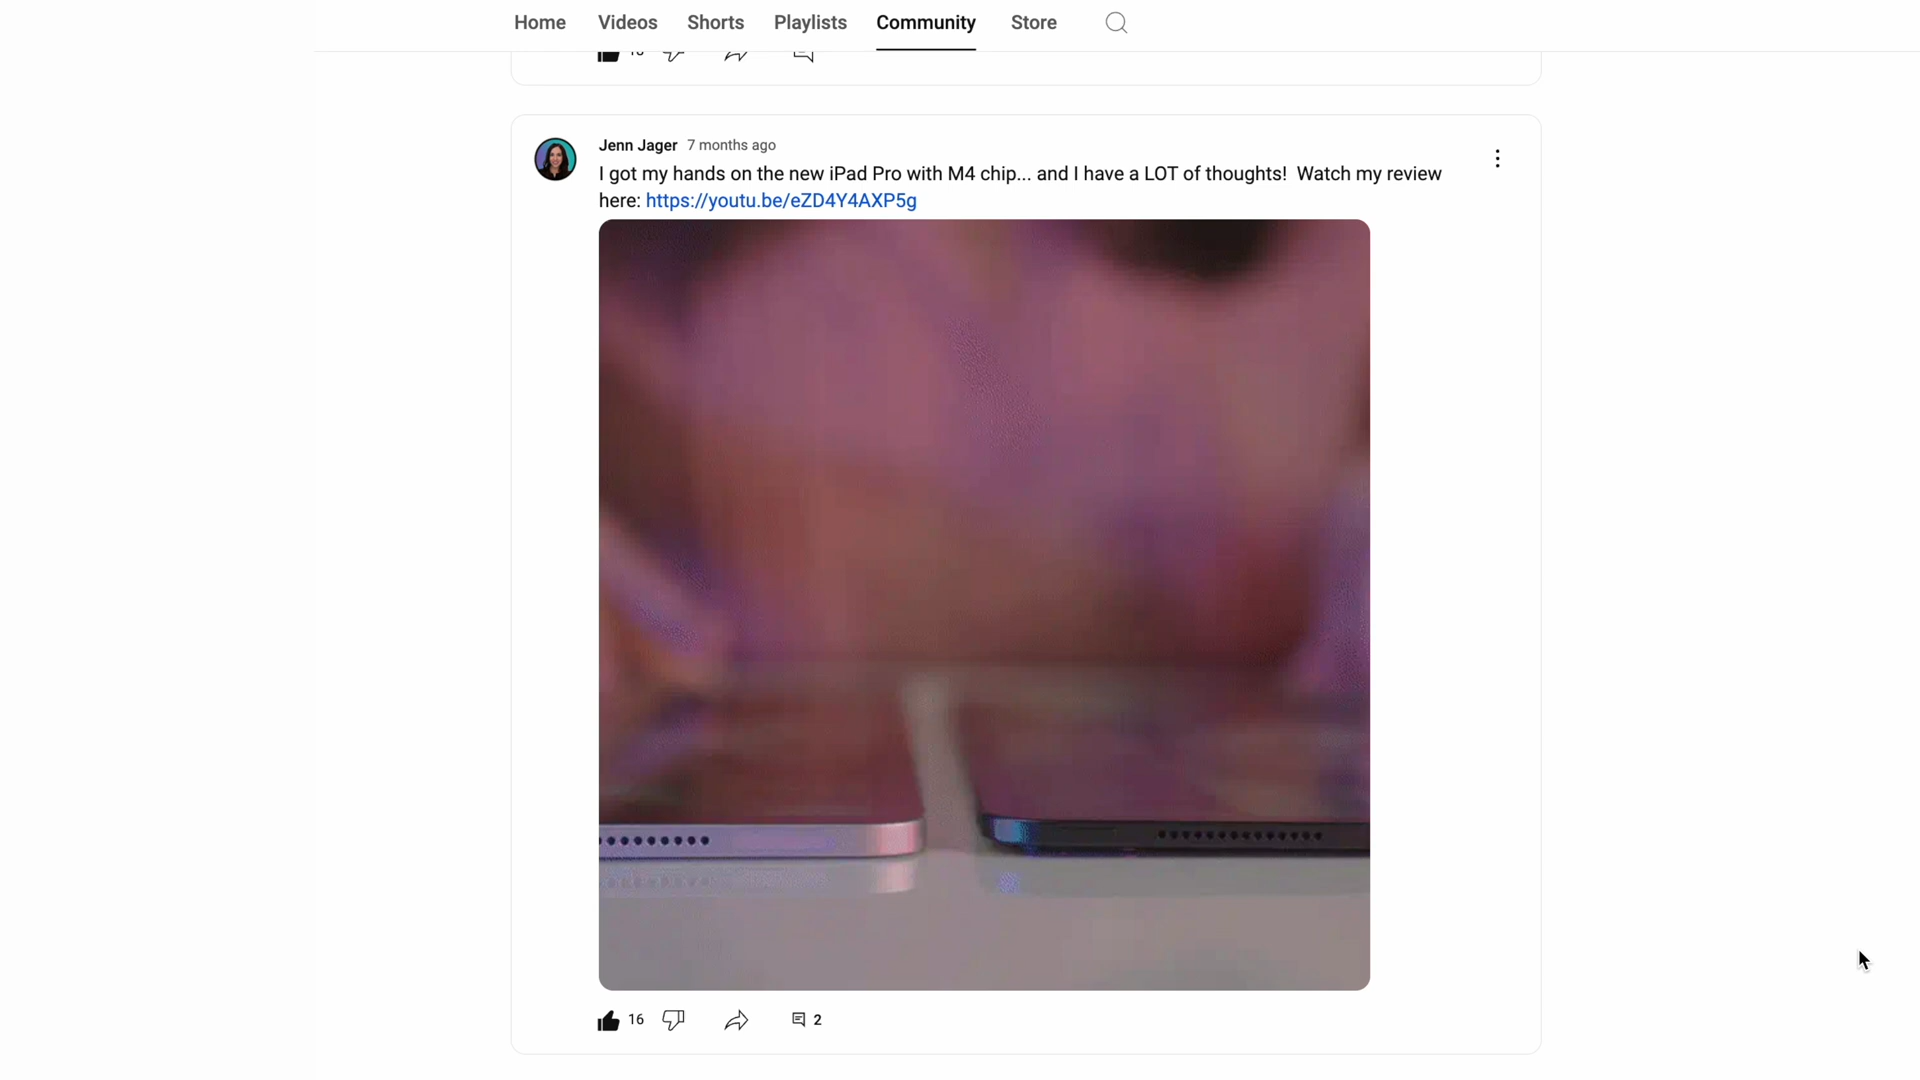 Home Videos Shorts Playlists Community Store
Jenn Jager 7 months ago
I got my hands on the new iPad Pro with M4 chip... and I have a LOT of thoughts!  Watch my review
here: https://youtu.be/eZD4Y4AXP5g
16 2